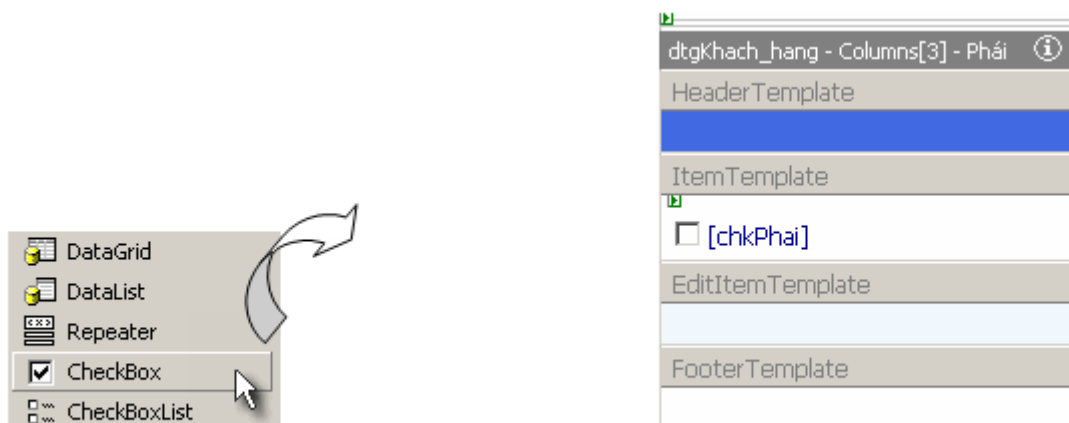 DataGrid
DataList
Repeater
CheckBox
CheckBoxList
dtgKhach_hang - Columns[3] - Phái
HeaderTemplate
ItemTemplate
[chkPhai]
EditItemTemplate
FooterTemplate